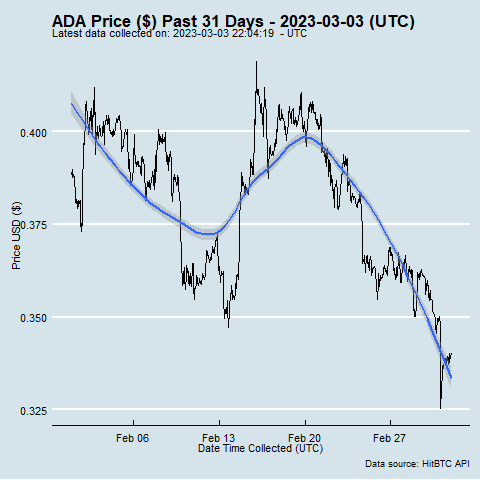 ADA Price ($) Past 31 Days - 2023-03-03 (UTC)
Latest data collected on: 2023-03-03 22:04:19 - UTC
Price USD ($)
0.400
0.375
0.350
0.325
Feb 06 Feb 13 Feb 20 Feb 27
Date Time Collected (UTC)
Data source: HitBTC API